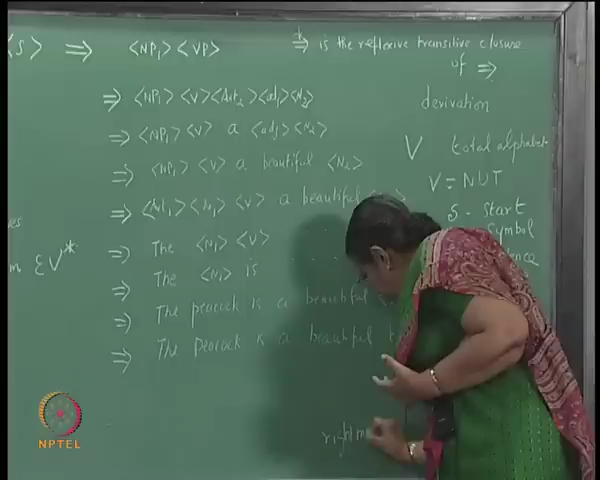 <S> ⇒ <NP₁> <VP>
⇒ <NP₁> <V> <Art₂> <adj> <N₂>
⇒ <NP₁> <V> a <adj> <N₂>
⇒ <NP₁> <V> a beautiful <N₂>
⇒ <Art₁> <N₁> <V> a beautiful
⇒ The <N₁> <V>
⇒ The <N₁> is
⇒ The peacock is a beautiful
⇒ The peacock is a beautiful
*⇒ is the reflexive transitive closure
of ⇒
derivation
V total alphabet
V = N U T
S - Start
Symbol
ΣV*
NPTEL